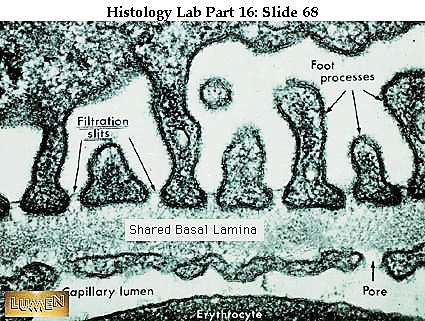 Histology Lab Part 16: Slide 68
Foot
processes
Filtration
slits
Shared Basal Lamina
Capillary lumen
Pore
LUMEN
Erythrocyte